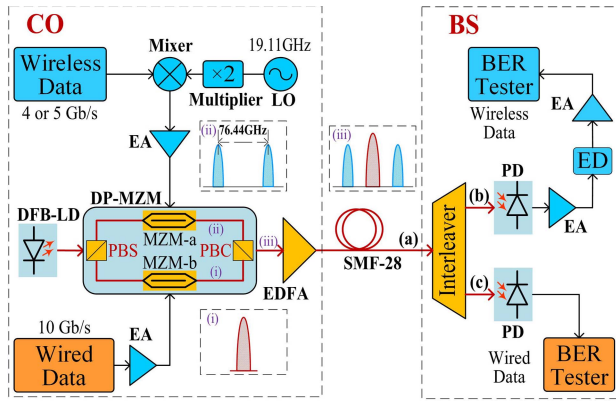 CO
BS
Wireless
Data
4 or 5 Gb/s
Mixer
×2
Multiplier
19.11GHz
LO
EA
(ii)
76.44GHz
(iii)
DP-MZM
DFB-LD
PBS
MZM-a
(ii)
MZM-b
(i)
PBC
(iii)
EDFA
SMF-28
(a)
Interleaver
(b)
(c)
PD
EA
ED
EA
BER
Tester
Wireless
Data
10 Gb/s
Wired
Data
EA
(i)
PD
Wired
Data
BER
Tester